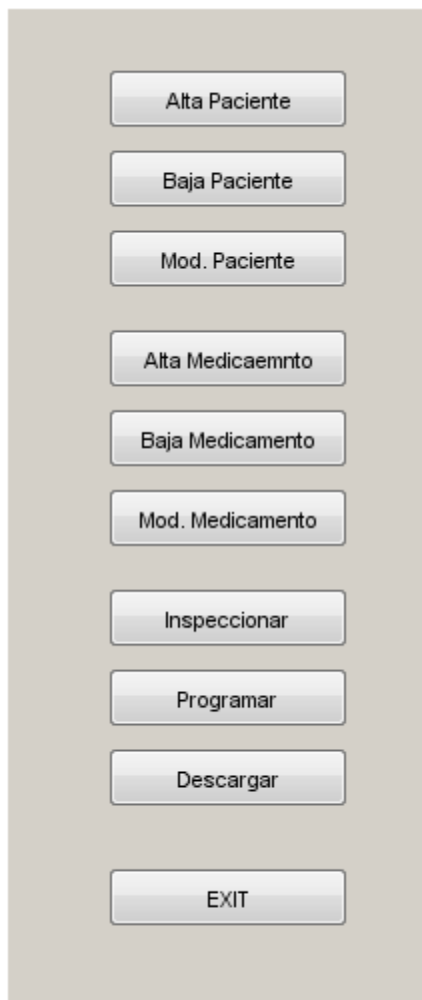 Alta Paciente
Baja Paciente
Mod. Paciente
Alta Medicaemnto
Baja Medicamento
Mod. Medicamento
Inspeccionar
Programar
Descargar
EXIT